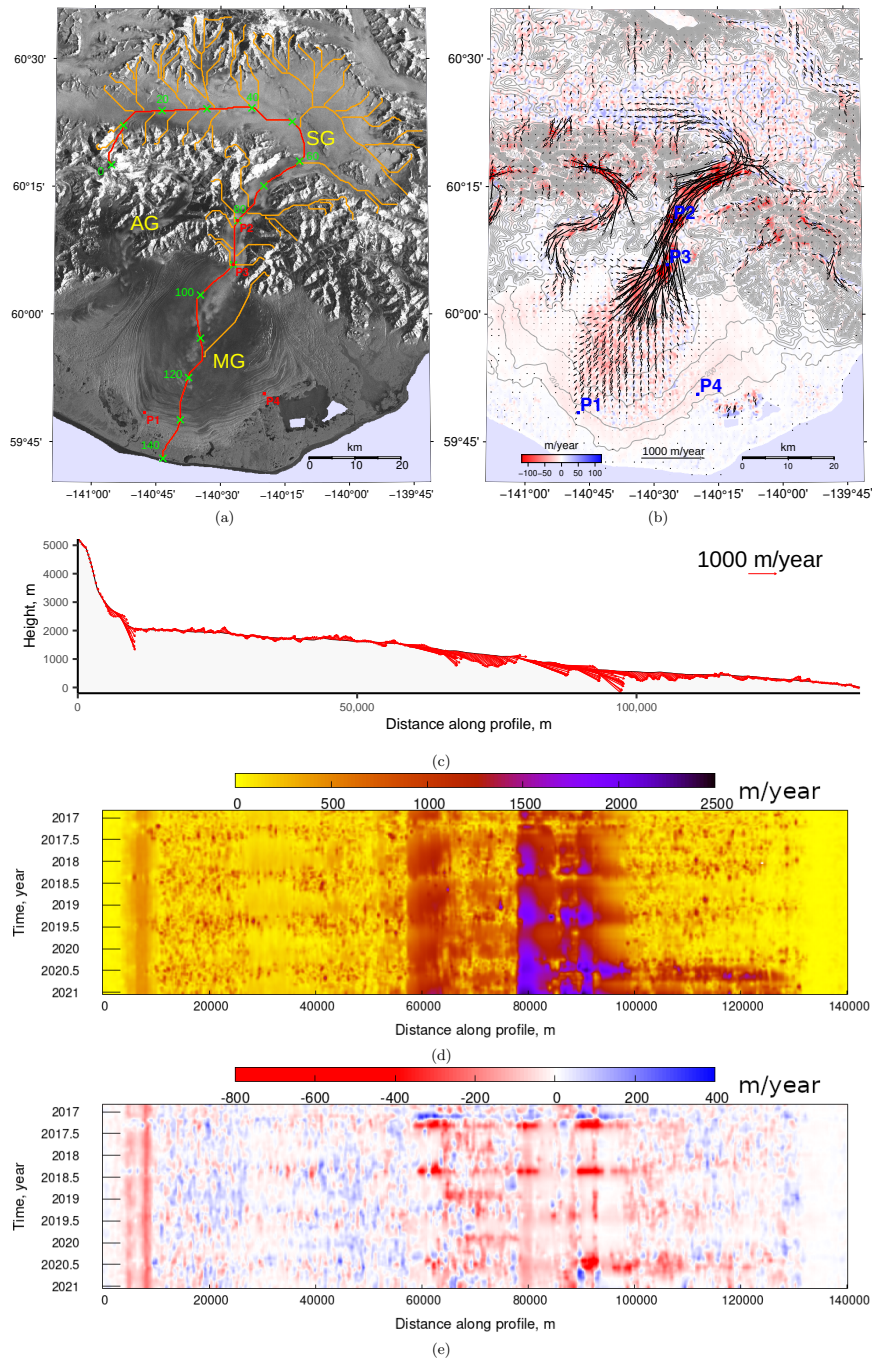 60°30'
60°15'
60°00'
59°45'
SG
AG
MG
0
100
120
140
P1
km
0 10 20
−141°00' −140°45' −140°30' −140°15' −140°00' −139°45'
(a)
60°30'
60°15'
60°00'
59°45'
P2
P3
P4
P1
m/year
−100 −50 0 50 100
1000 m/year
km
0 10 20
−141°00' −140°45' −140°30' −140°15' −140°00' −139°45'
(b)
5000
4000
3000
2000
1000
0
Height, m
1000 m/year
0 50,000 100,000
Distance along profile, m
(c)
0 500 1000 1500 2000 2500
m/year
2017
2017.5
2018
2018.5
2019
2019.5
2020
2020.5
2021
Time, year
0 20000 40000 60000 80000 100000 120000 140000
Distance along profile, m
(d)
-800 -600 -400 -200 0 200 400
m/year
2017
2017.5
2018
2018.5
2019
2019.5
2020
2020.5
2021
Time, year
0 20000 40000 60000 80000 100000 120000 140000
Distance along profile, m
(e)